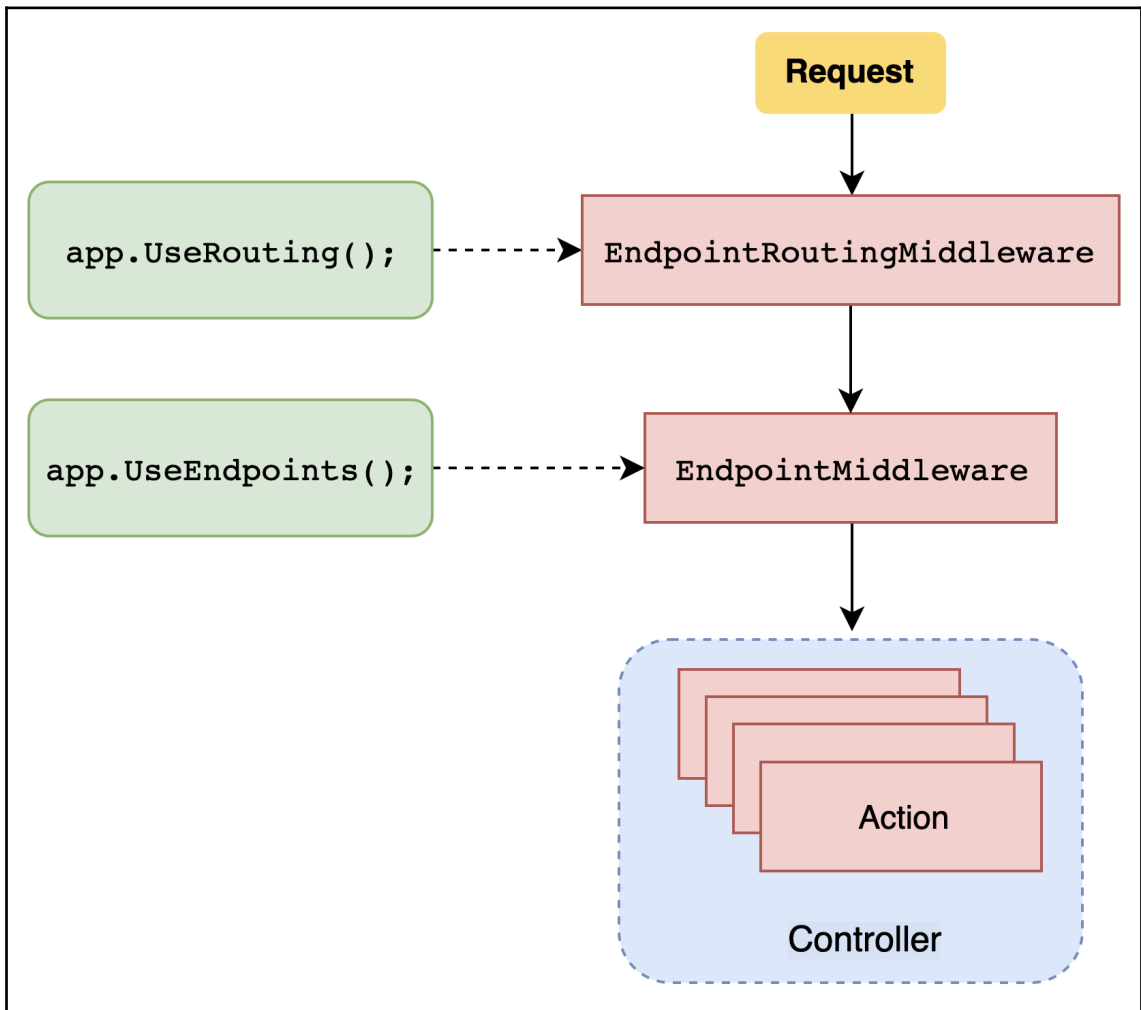 Request
app.UseRouting();
EndpointRoutingMiddleware
app.UseEndpoints();
EndpointMiddleware
Action
Controller